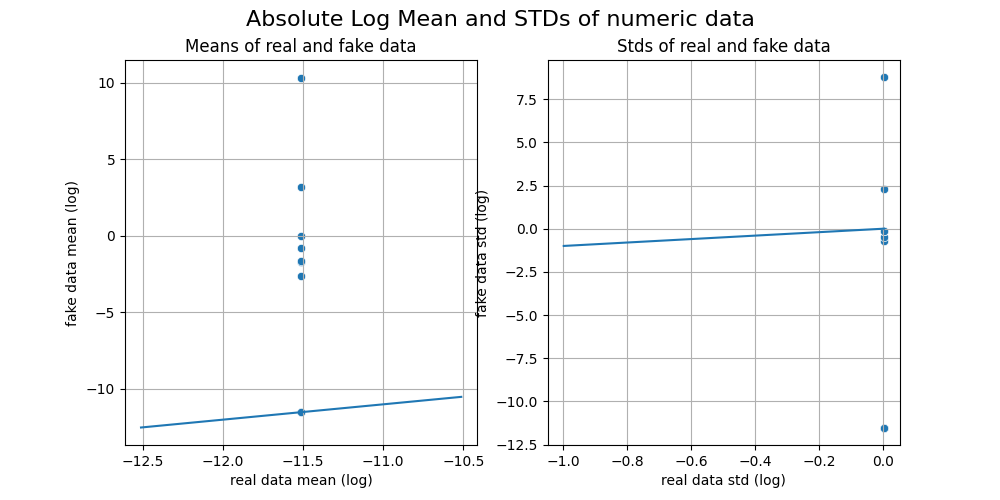 Absolute Log Mean and STDs of numeric data
Means of real and fake data
fake data mean (log)
10
5
0
−5
−10
−12.5 −12.0 −11.5 −11.0 −10.5
real data mean (log)
Stds of real and fake data
fake data std (log)
7.5
5.0
2.5
0.0
−2.5
−5.0
−7.5
−10.0
−12.5
−1.0 −0.8 −0.6 −0.4 −0.2 0.0
real data std (log)